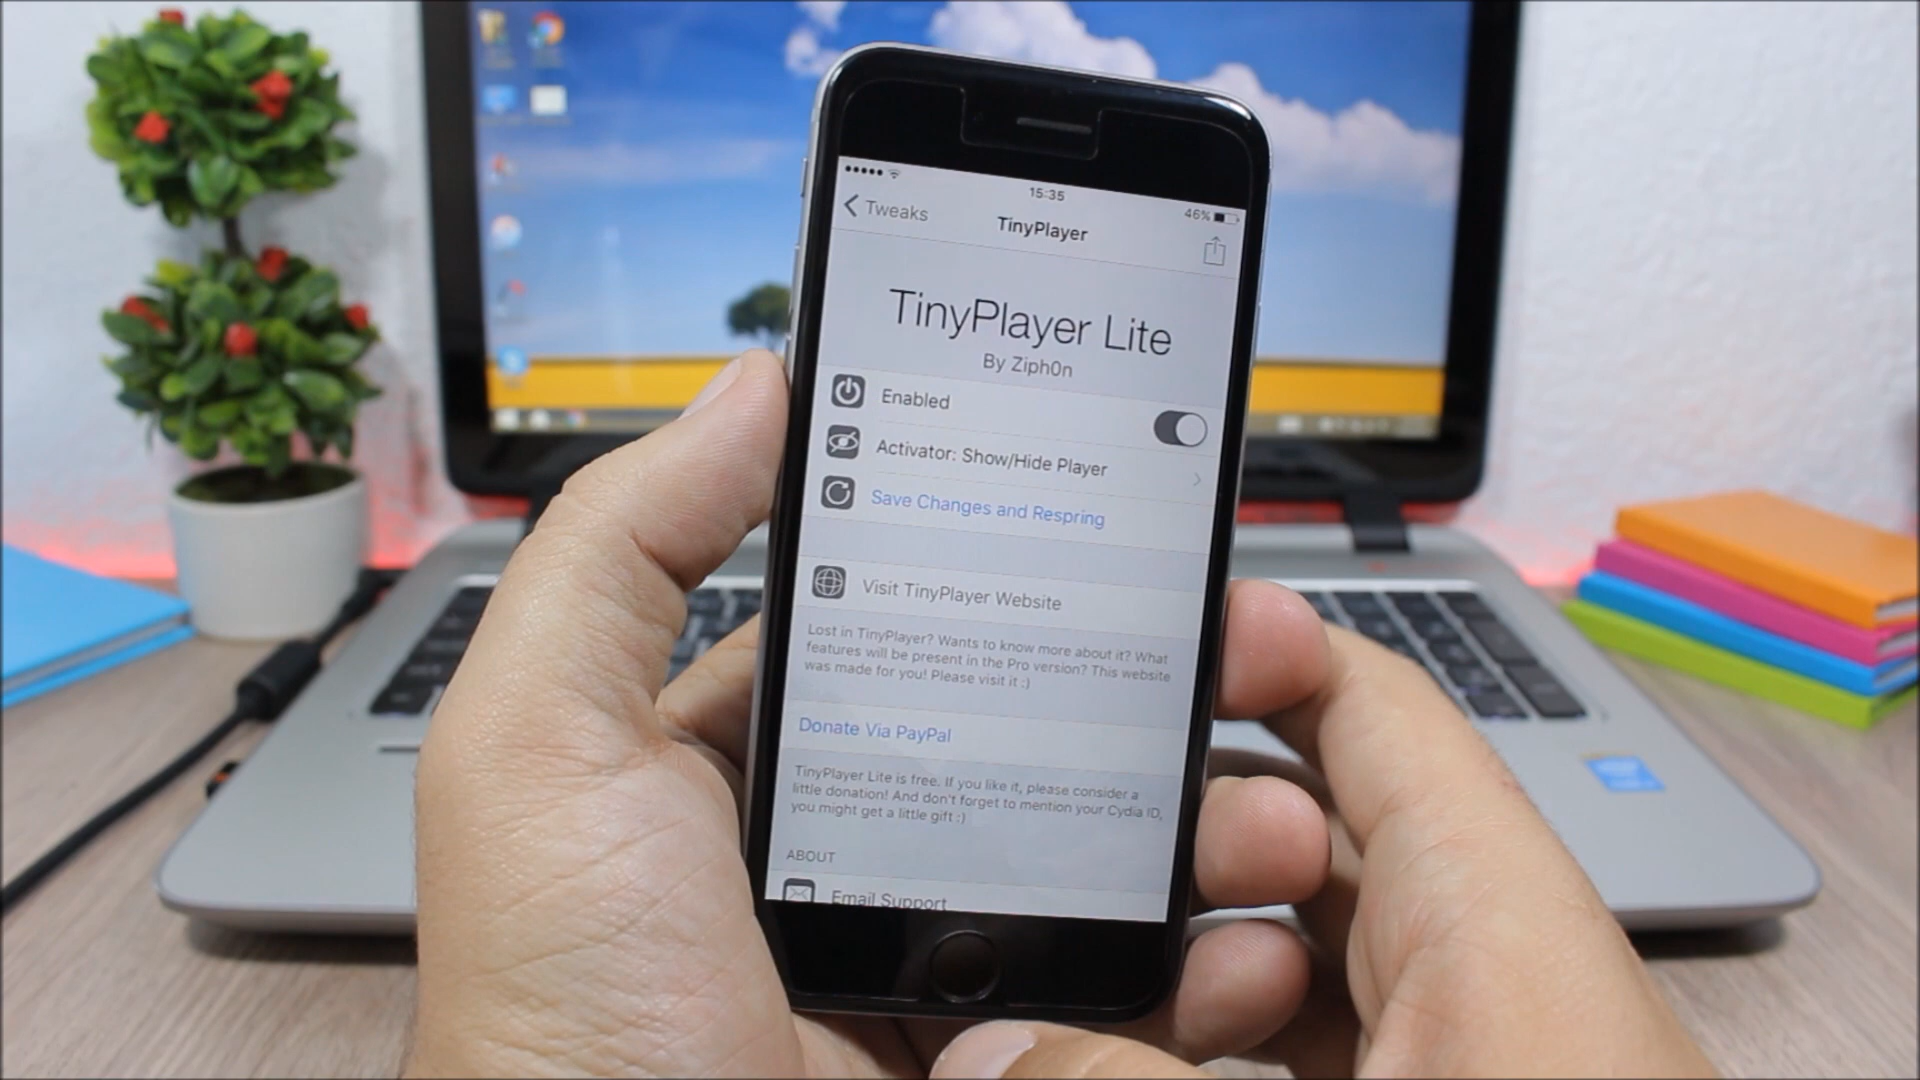 15:35
46%
Tweaks
TinyPlayer
TinyPlayer Lite
By Ziph0n
Enabled
Activator: Show/Hide Player
Save Changes and Respring
Visit TinyPlayer Website
Lost in TinyPlayer? Wants to know more about it? What
features will be present in the Pro version? This website
was made for you! Please visit it :)
Donate Via PayPal
TinyPlayer Lite is free. If you like it, please consider a
little donation! And don't forget to mention your Cydia ID,
you might get a little gift :)
ABOUT
Email Support